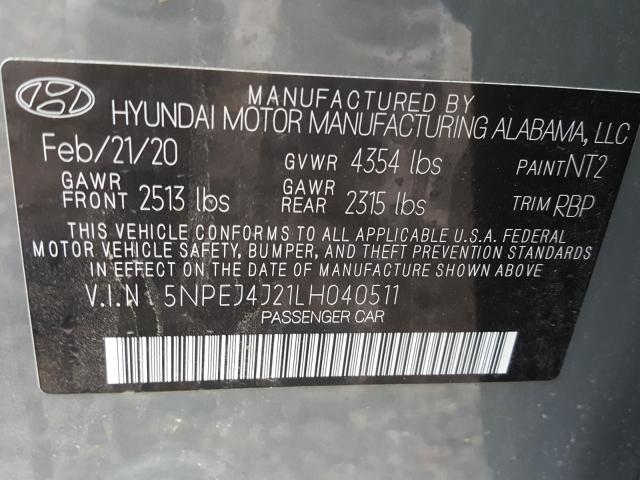 MANUFACTURED BY
HYUNDAI MOTOR MANUFACTURING ALABAMA, LLC
Feb/21/20 GVWR 4354 lbs PAINT NT2
GAWR FRONT 2513 lbs GAWR REAR 2315 lbs TRIM RBP
THIS VEHICLE CONFORMS TO ALL APPLICABLE U.S.A. FEDERAL
MOTOR VEHICLE SAFETY, BUMPER, AND THEFT PREVENTION STANDARDS
IN EFFECT ON THE DATE OF MANUFACTURE SHOWN ABOVE.
V.I.N 5NPEJ4J21LH040511
PASSENGER CAR